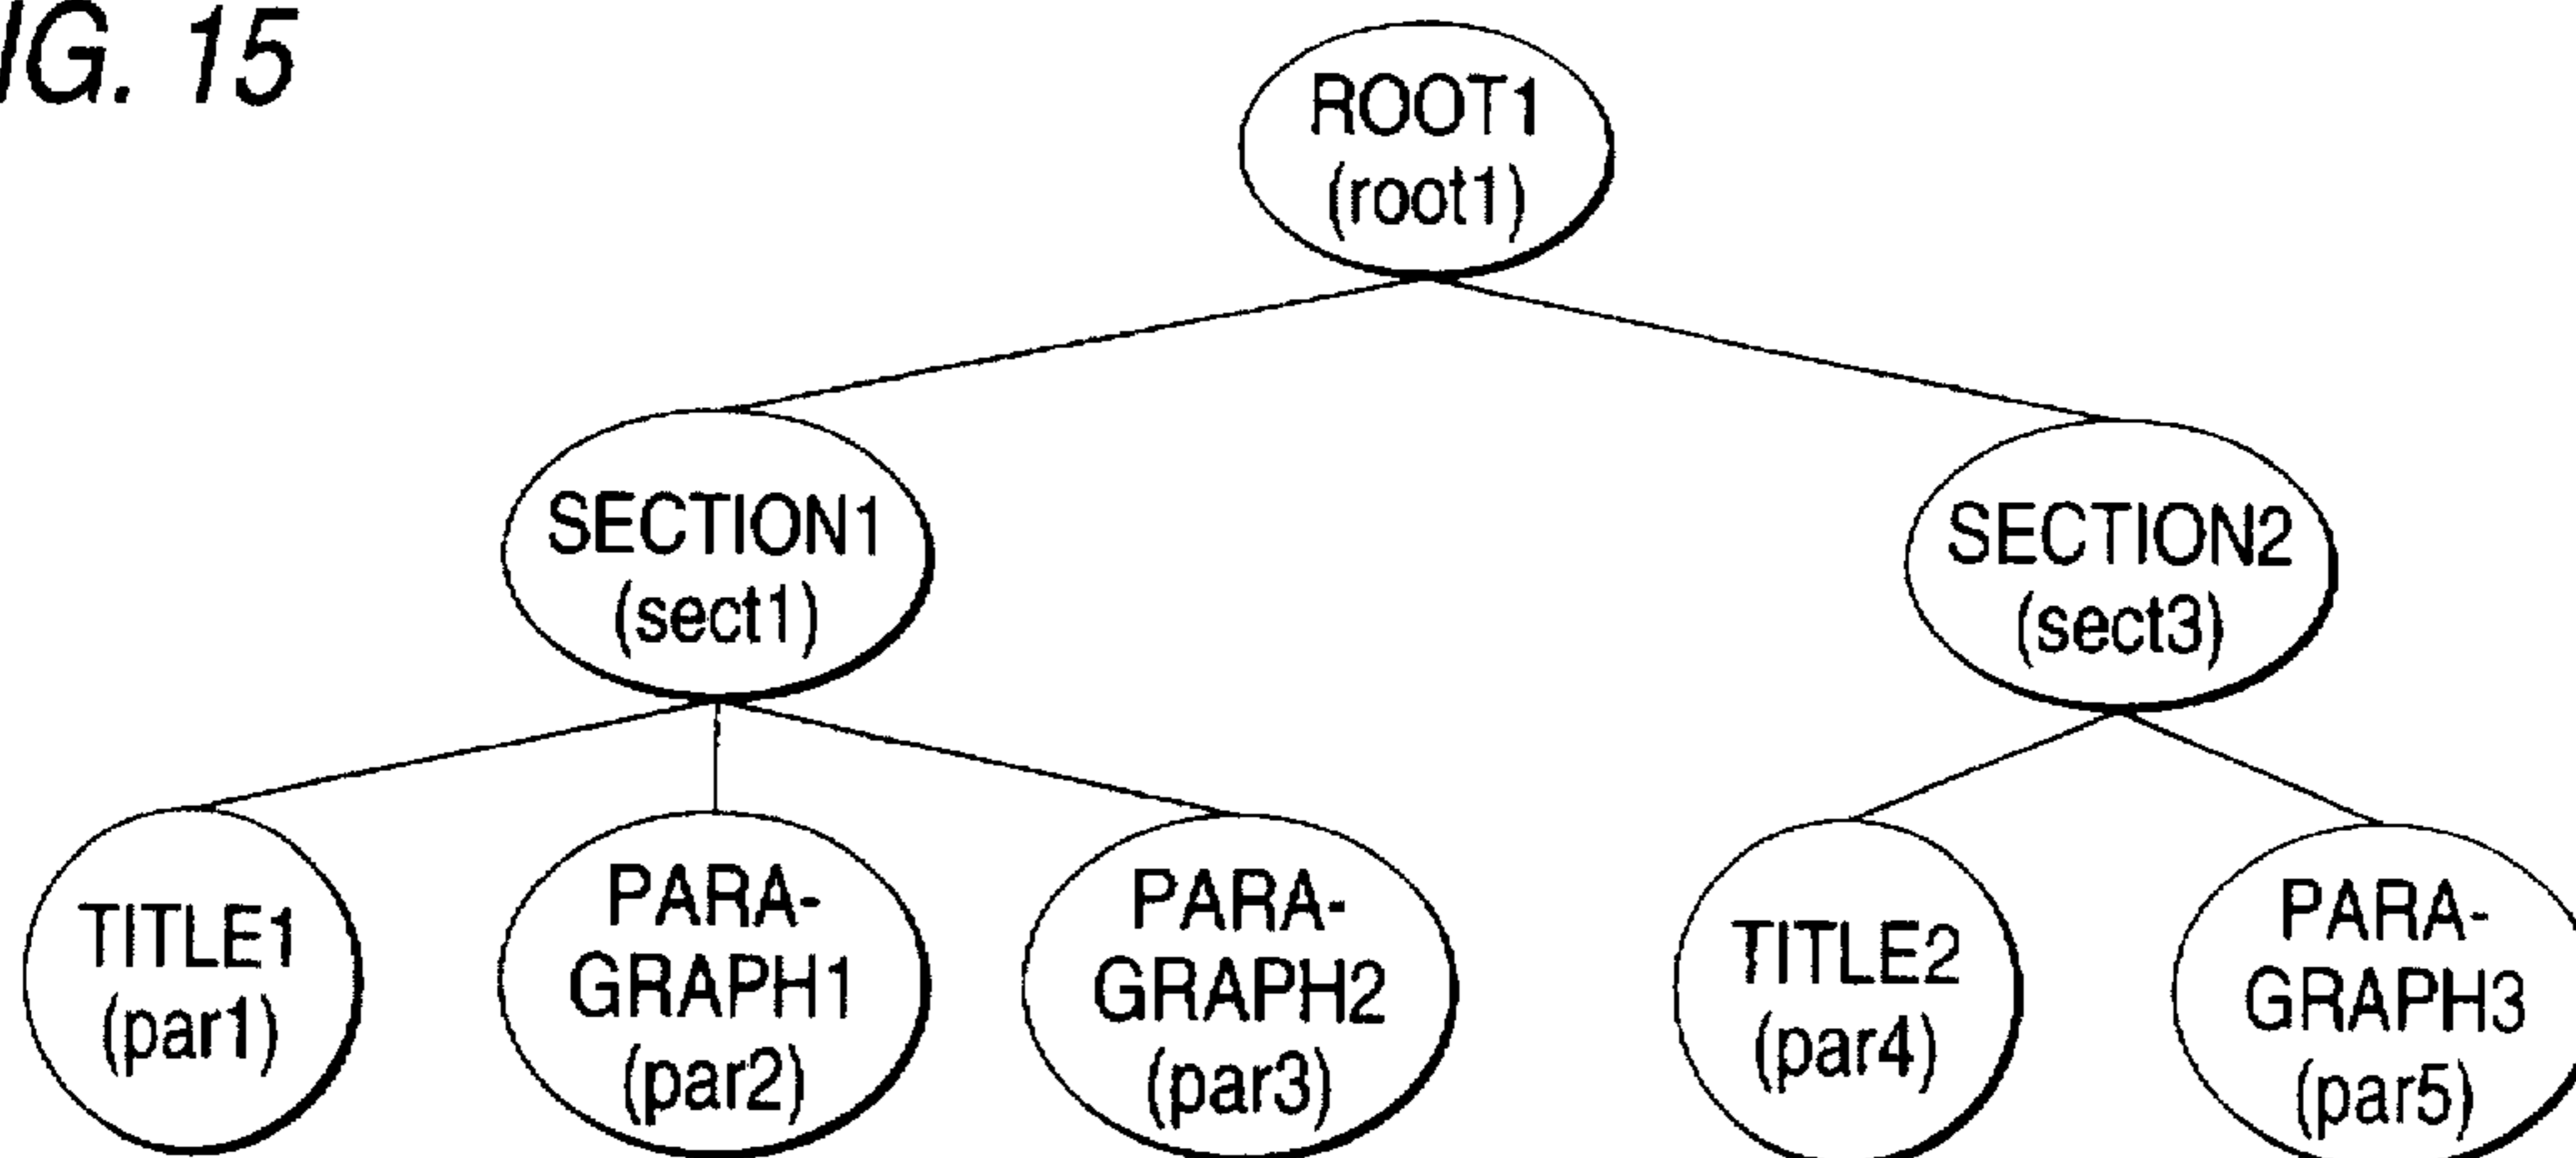 IG. 15
ROOT1
(root1)
SECTION1
(sect1)
SECTION2
(sect3)
TITLE1
(par1)
PARA-
GRAPH1
(par2)
PARA-
GRAPH2
(par3)
TITLE2
(par4)
PARA-
GRAPH3
(par5)